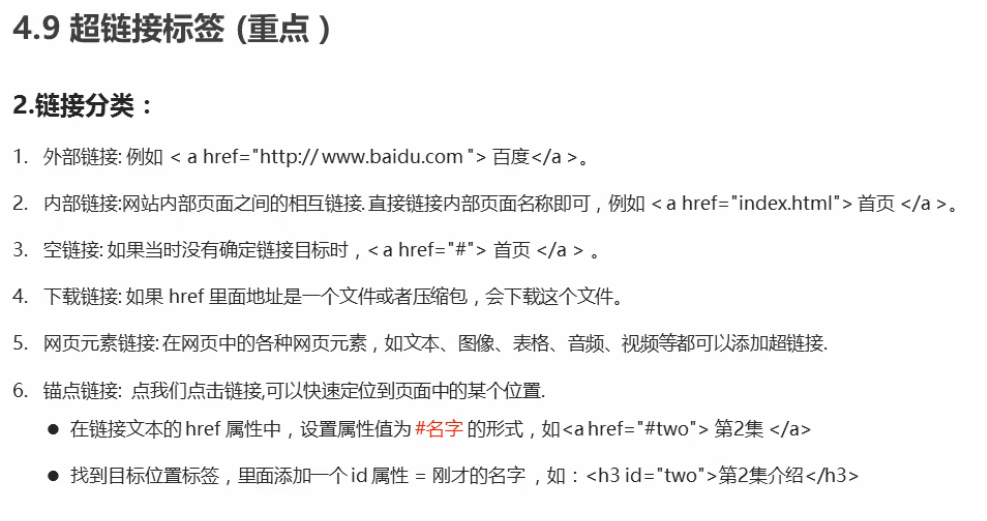 4.9 超链接标签 (重点 )
2.链接分类：
1. 外部链接: 例如 < a href="http:// www.baidu.com "> 百度</a >。
2. 内部链接:网站内部页面之间的相互链接. 直接链接内部页面名称即可，例如 < a href="index.html"> 首页 </a >。
3. 空链接: 如果当时没有确定链接目标时，< a href="#"> 首页 </a > 。
4. 下载链接: 如果 href 里面地址是一个文件或者压缩包，会下载这个文件。
5. 网页元素链接: 在网页中的各种网页元素，如文本、图像、表格、音频、视频等都可以添加超链接.
6. 锚点链接: 点我们点击链接,可以快速定位到页面中的某个位置.
● 在链接文本的 href 属性中，设置属性值为 #名字 的形式，如<a href="#two"> 第2集 </a>
● 找到目标位置标签，里面添加一个 id 属性 = 刚才的名字 ，如：<h3 id="two">第2集介绍</h3>